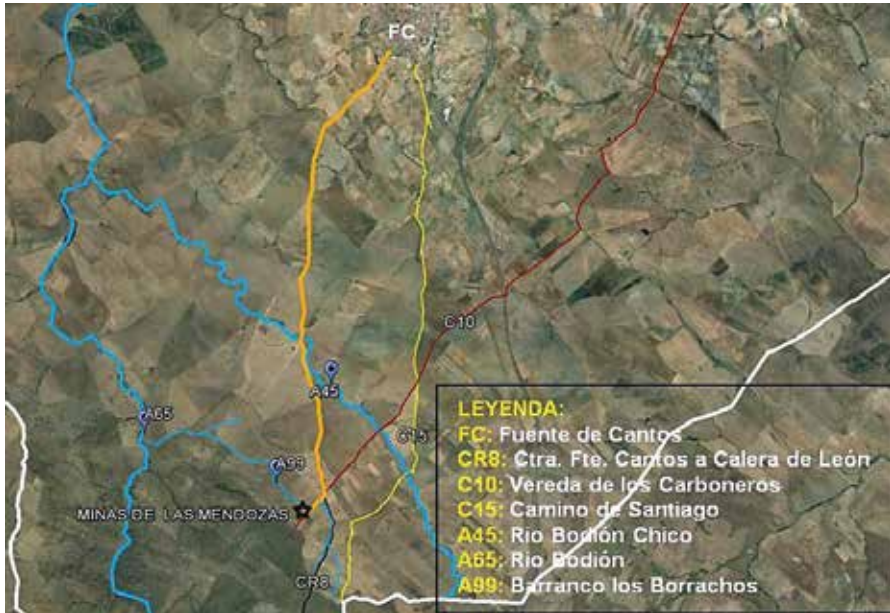 FC
C10
A45
A65
C15
A99
MINAS DE LAS MENDOZAS
CR8
LEYENDA:
FC: Fuente de Cantos
CR8: Ctra. Fte. Cantos a Calera de León
C10: Vereda de los Carboneros
C15: Camino de Santiago
A45: Rio Bodión Chico
A65: Rio Bodión
A99: Barranco los Borrachos